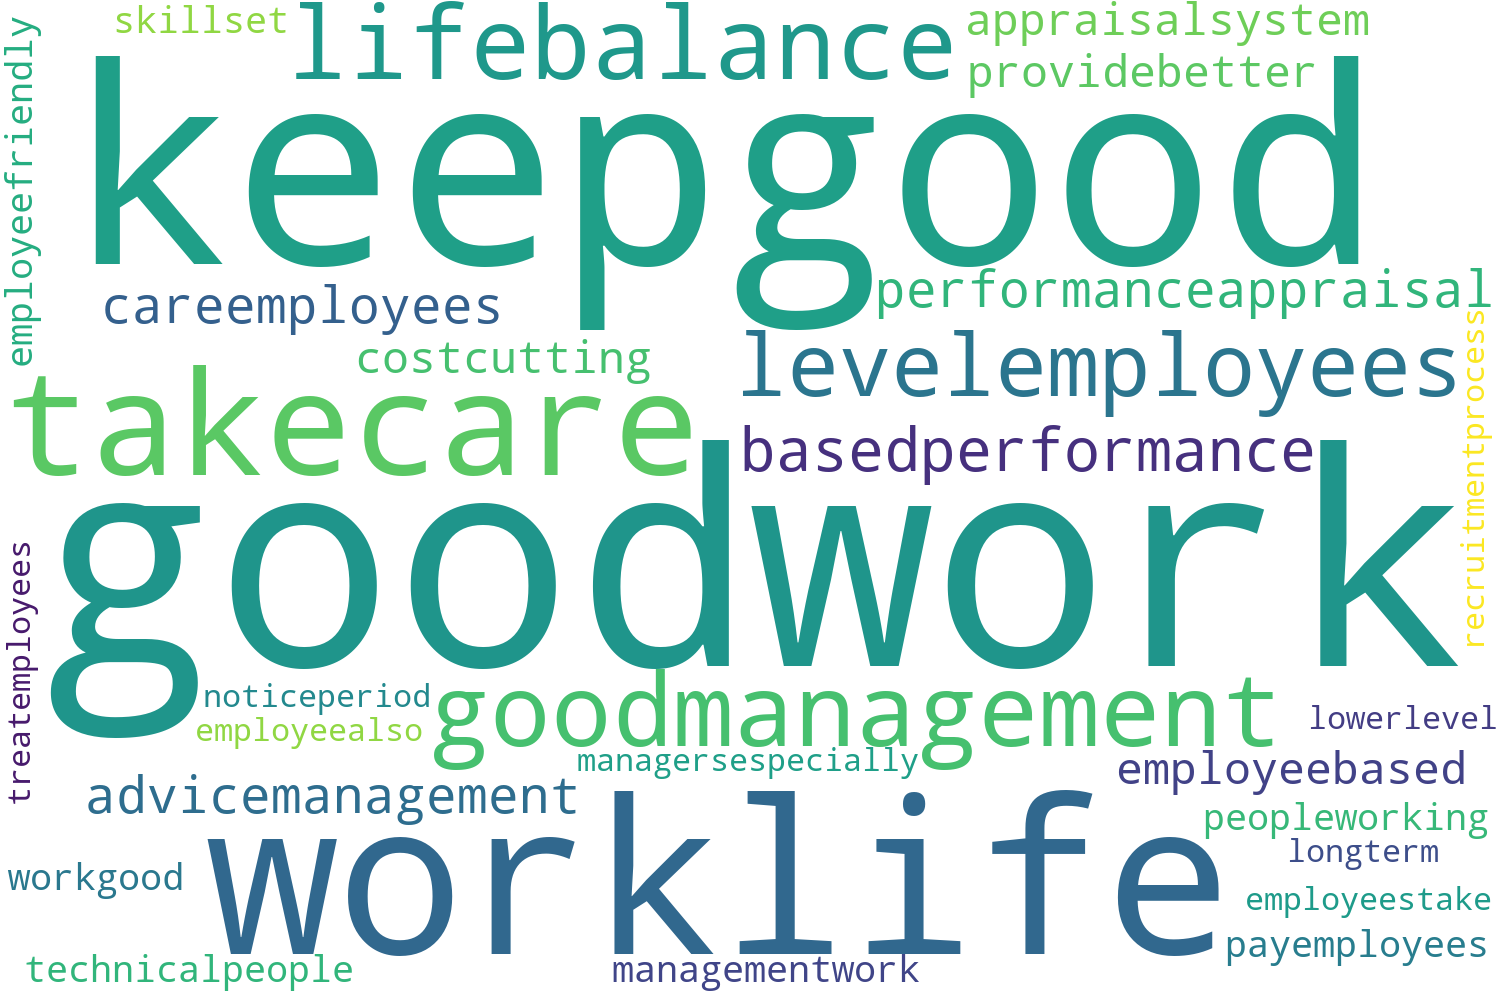 skillset
lifebalance
appraisalsystem
providebetter
employeefriendly
keepgood
careemployees
performanceappraisal
costcutting
levelemployees
takecare
basedperformance
recruitmentprocess
goodwork
treatemployees
noticeperiod
goodmanagement
lowerlevel
employeealso
managersespecially
employeebased
advicemanagement
worklife
peopleworking
longterm
workgood
employeestake
payemployees
technicalpeople
managementwork